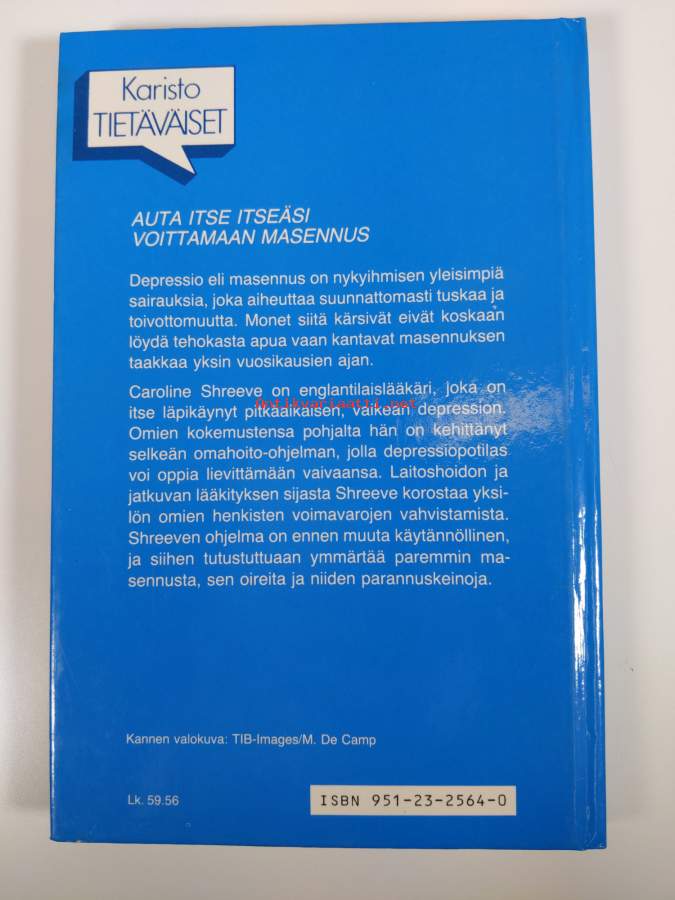 Karisto
TIETÄVÄISET
AUTA ITSE ITSEÄSI
VOITTAMAAN MASENNUS
Depressio eli masennus on nykyihmisen yleisimpiä
sairauksia, joka aiheuttaa suunnattomasti tuskaa ja
toivottomuutta. Monet siitä kärsivät eivät koskaan
löydä tehokasta apua vaan kantavat masennuksen
taakkaa yksin vuosikausien ajan.
Caroline Shreeve on englantilaislääkäri, joka on
itse läpikäynyt pitkäaikaisen, vaikean depression.
Antikvariaatti.net
Omien kokemustensa pohjalta hän on kehittänyt
selkeän omahoito-ohjelman, jolla depressiopotilas
voi oppia lievittämään vaivaansa. Laitoshoidon ja
jatkuvan lääkityksen sijasta Shreeve korostaa yksi-
lön omien henkisten voimavarojen vahvistamista.
Shreeven ohjelma on ennen muuta käytännöllinen,
ja siihen tutustuttuaan ymmärtää paremmin ma-
sennusta, sen oireita ja niiden parannuskeinoja.
Kannen valokuva: TIB-Images/M. De Camp
Lk. 59.56
ISBN 951-23-2564-0